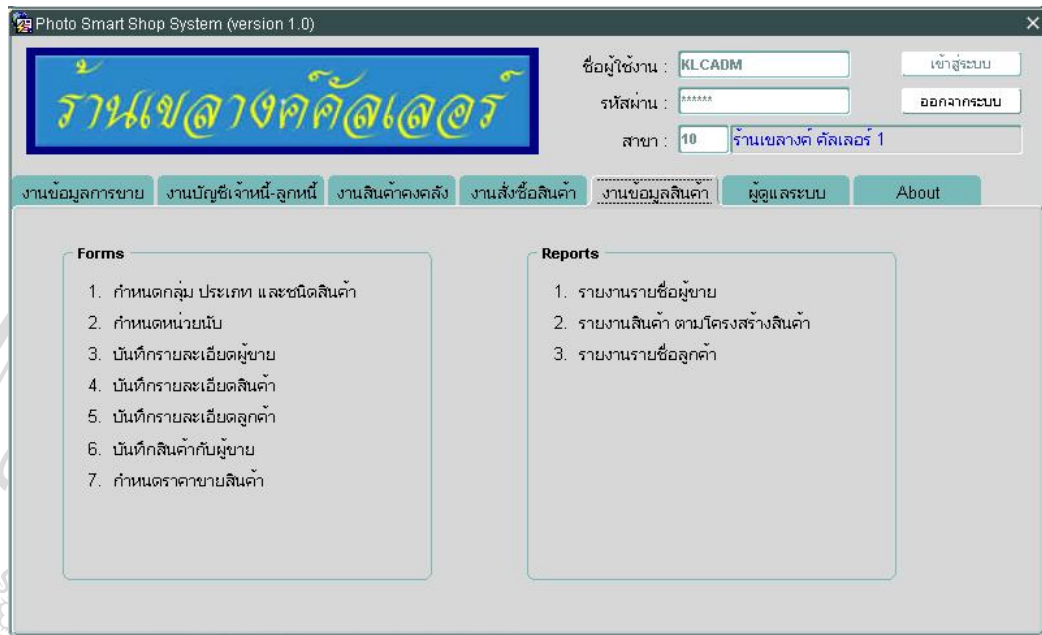 Photo Smart Shop System (version 1.0)
ร้านเขลางค์คัลเลอร์
ชื่อผู้ใช้งาน : KLCADM เข้าสู่ระบบ
รหัสผ่าน : ****** ออกจากระบบ
สาขา : 10 ร้านเขลางค์ คัลเลอร์ 1
งานข้อมูลการขาย งานบัญชีเจ้าหนี้-ลูกหนี้ งานสินค้าคงคลัง งานสั่งซื้อสินค้า งานข้อมูลสินค้า ผู้ดูแลระบบ About
Forms
1. กำหนดกลุ่ม ประเภท และชนิดสินค้า
2. กำหนดหน่วยนับ
3. บันทึกรายละเอียดผู้ขาย
4. บันทึกรายละเอียดสินค้า
5. บันทึกรายละเอียดลูกค้า
6. บันทึกสินค้ากับผู้ขาย
7. กำหนดราคาขายสินค้า
Reports
1. รายงานรายชื่อผู้ขาย
2. รายงานสินค้า ตามโครงสร้างสินค้า
3. รายงานรายชื่อลูกค้า